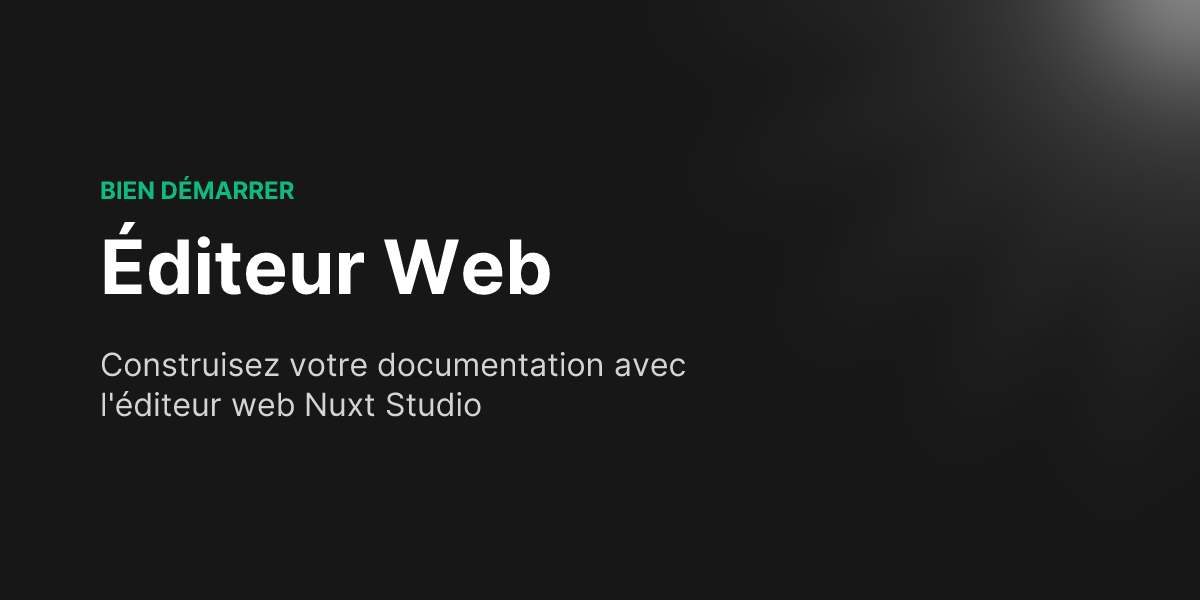 BIEN DÉMARRER
Éditeur Web
Construisez votre documentation avec
l'éditeur web Nuxt Studio